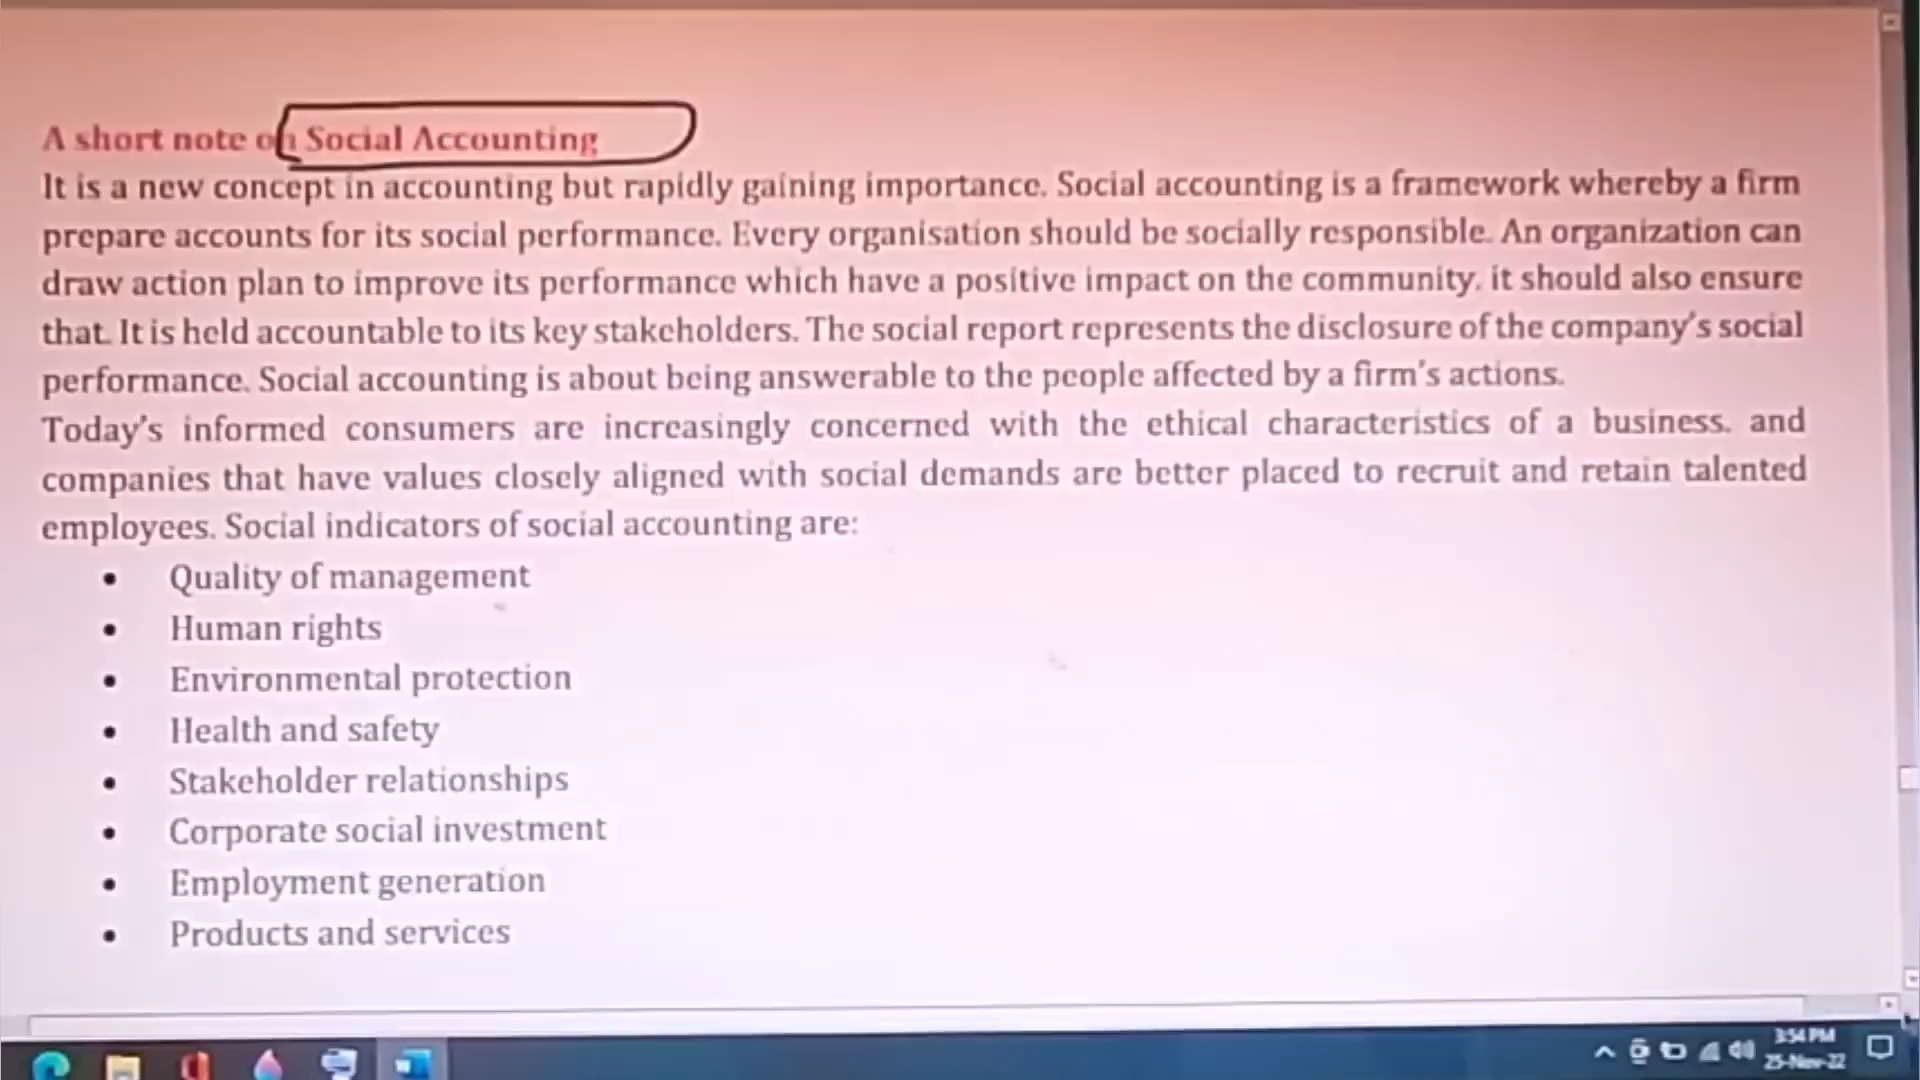 A short note on Social Accounting
It is a new concept in accounting but rapidly gaining importance. Social accounting is a framework whereby a firm
prepare accounts for its social performance. Every organisation should be socially responsible. An organization can
draw action plan to improve its performance which have a positive impact on the community. it should also ensure
that. It is held accountable to its key stakeholders. The social report represents the disclosure of the company's social
performance. Social accounting is about being answerable to the people affected by a firm's actions.
Today's informed consumers are increasingly concerned with the ethical characteristics of a business. and
companies that have values closely aligned with social demands are better placed to recruit and retain talented
employees. Social indicators of social accounting are:
• Quality of management
• Human rights
• Environmental protection
• Health and safety
• Stakeholder relationships
• Corporate social investment
• Employment generation
• Products and services
3:54 PM
25-Nov-22